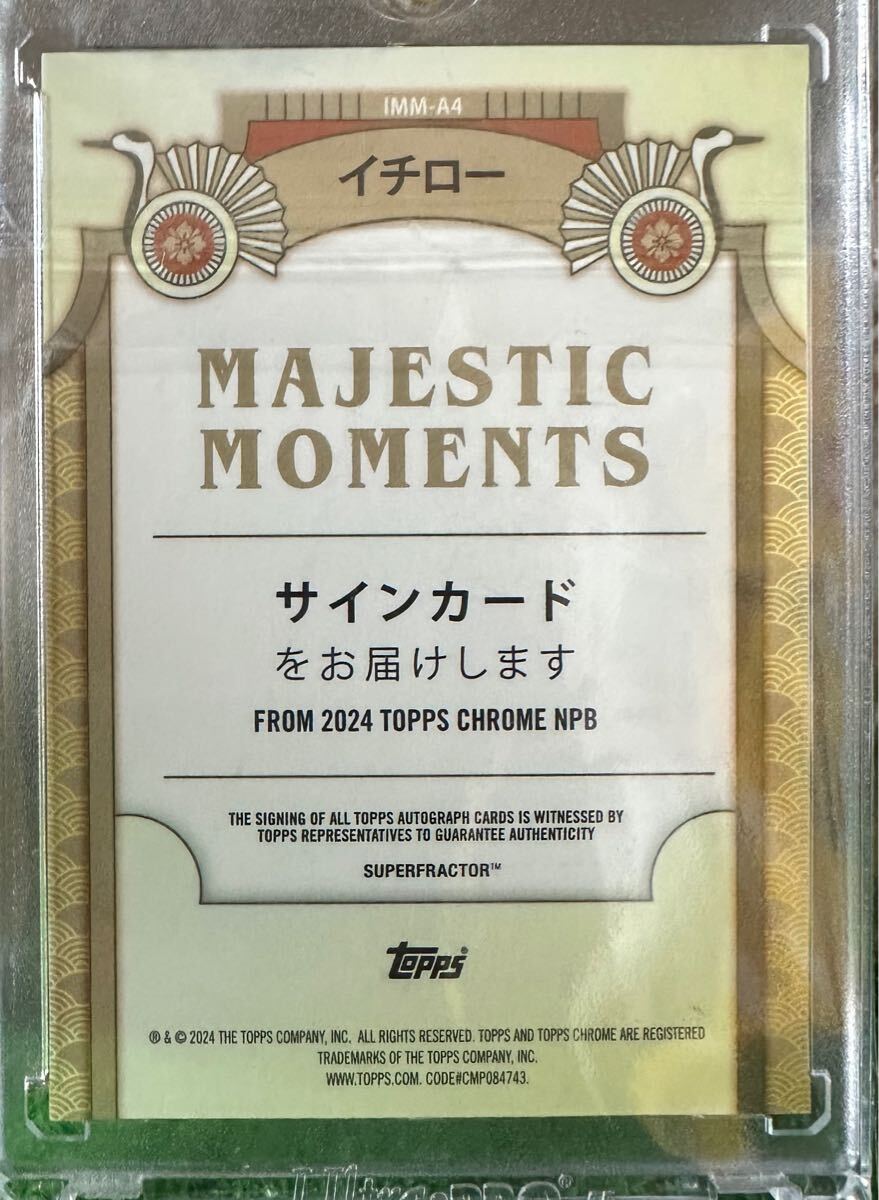 IMM-A4
イチロー
MAJESTIC
MOMENTS
サインカード
をお届けします
FROM 2024 TOPPS CHROME NPB
THE SIGNING OF ALL TOPPS AUTOGRAPH CARDS IS WITNESSED BY
TOPPS REPRESENTATIVES TO GUARANTEE AUTHENTICITY
SUPERFRACTOR™
topps®
® & © 2024 THE TOPPS COMPANY, INC. ALL RIGHTS RESERVED. TOPPS AND TOPPS CHROME ARE REGISTERED
TRADEMARKS OF THE TOPPS COMPANY, INC.
WWW.TOPPS.COM. CODE#CMP084743.
Ultra·PRO®